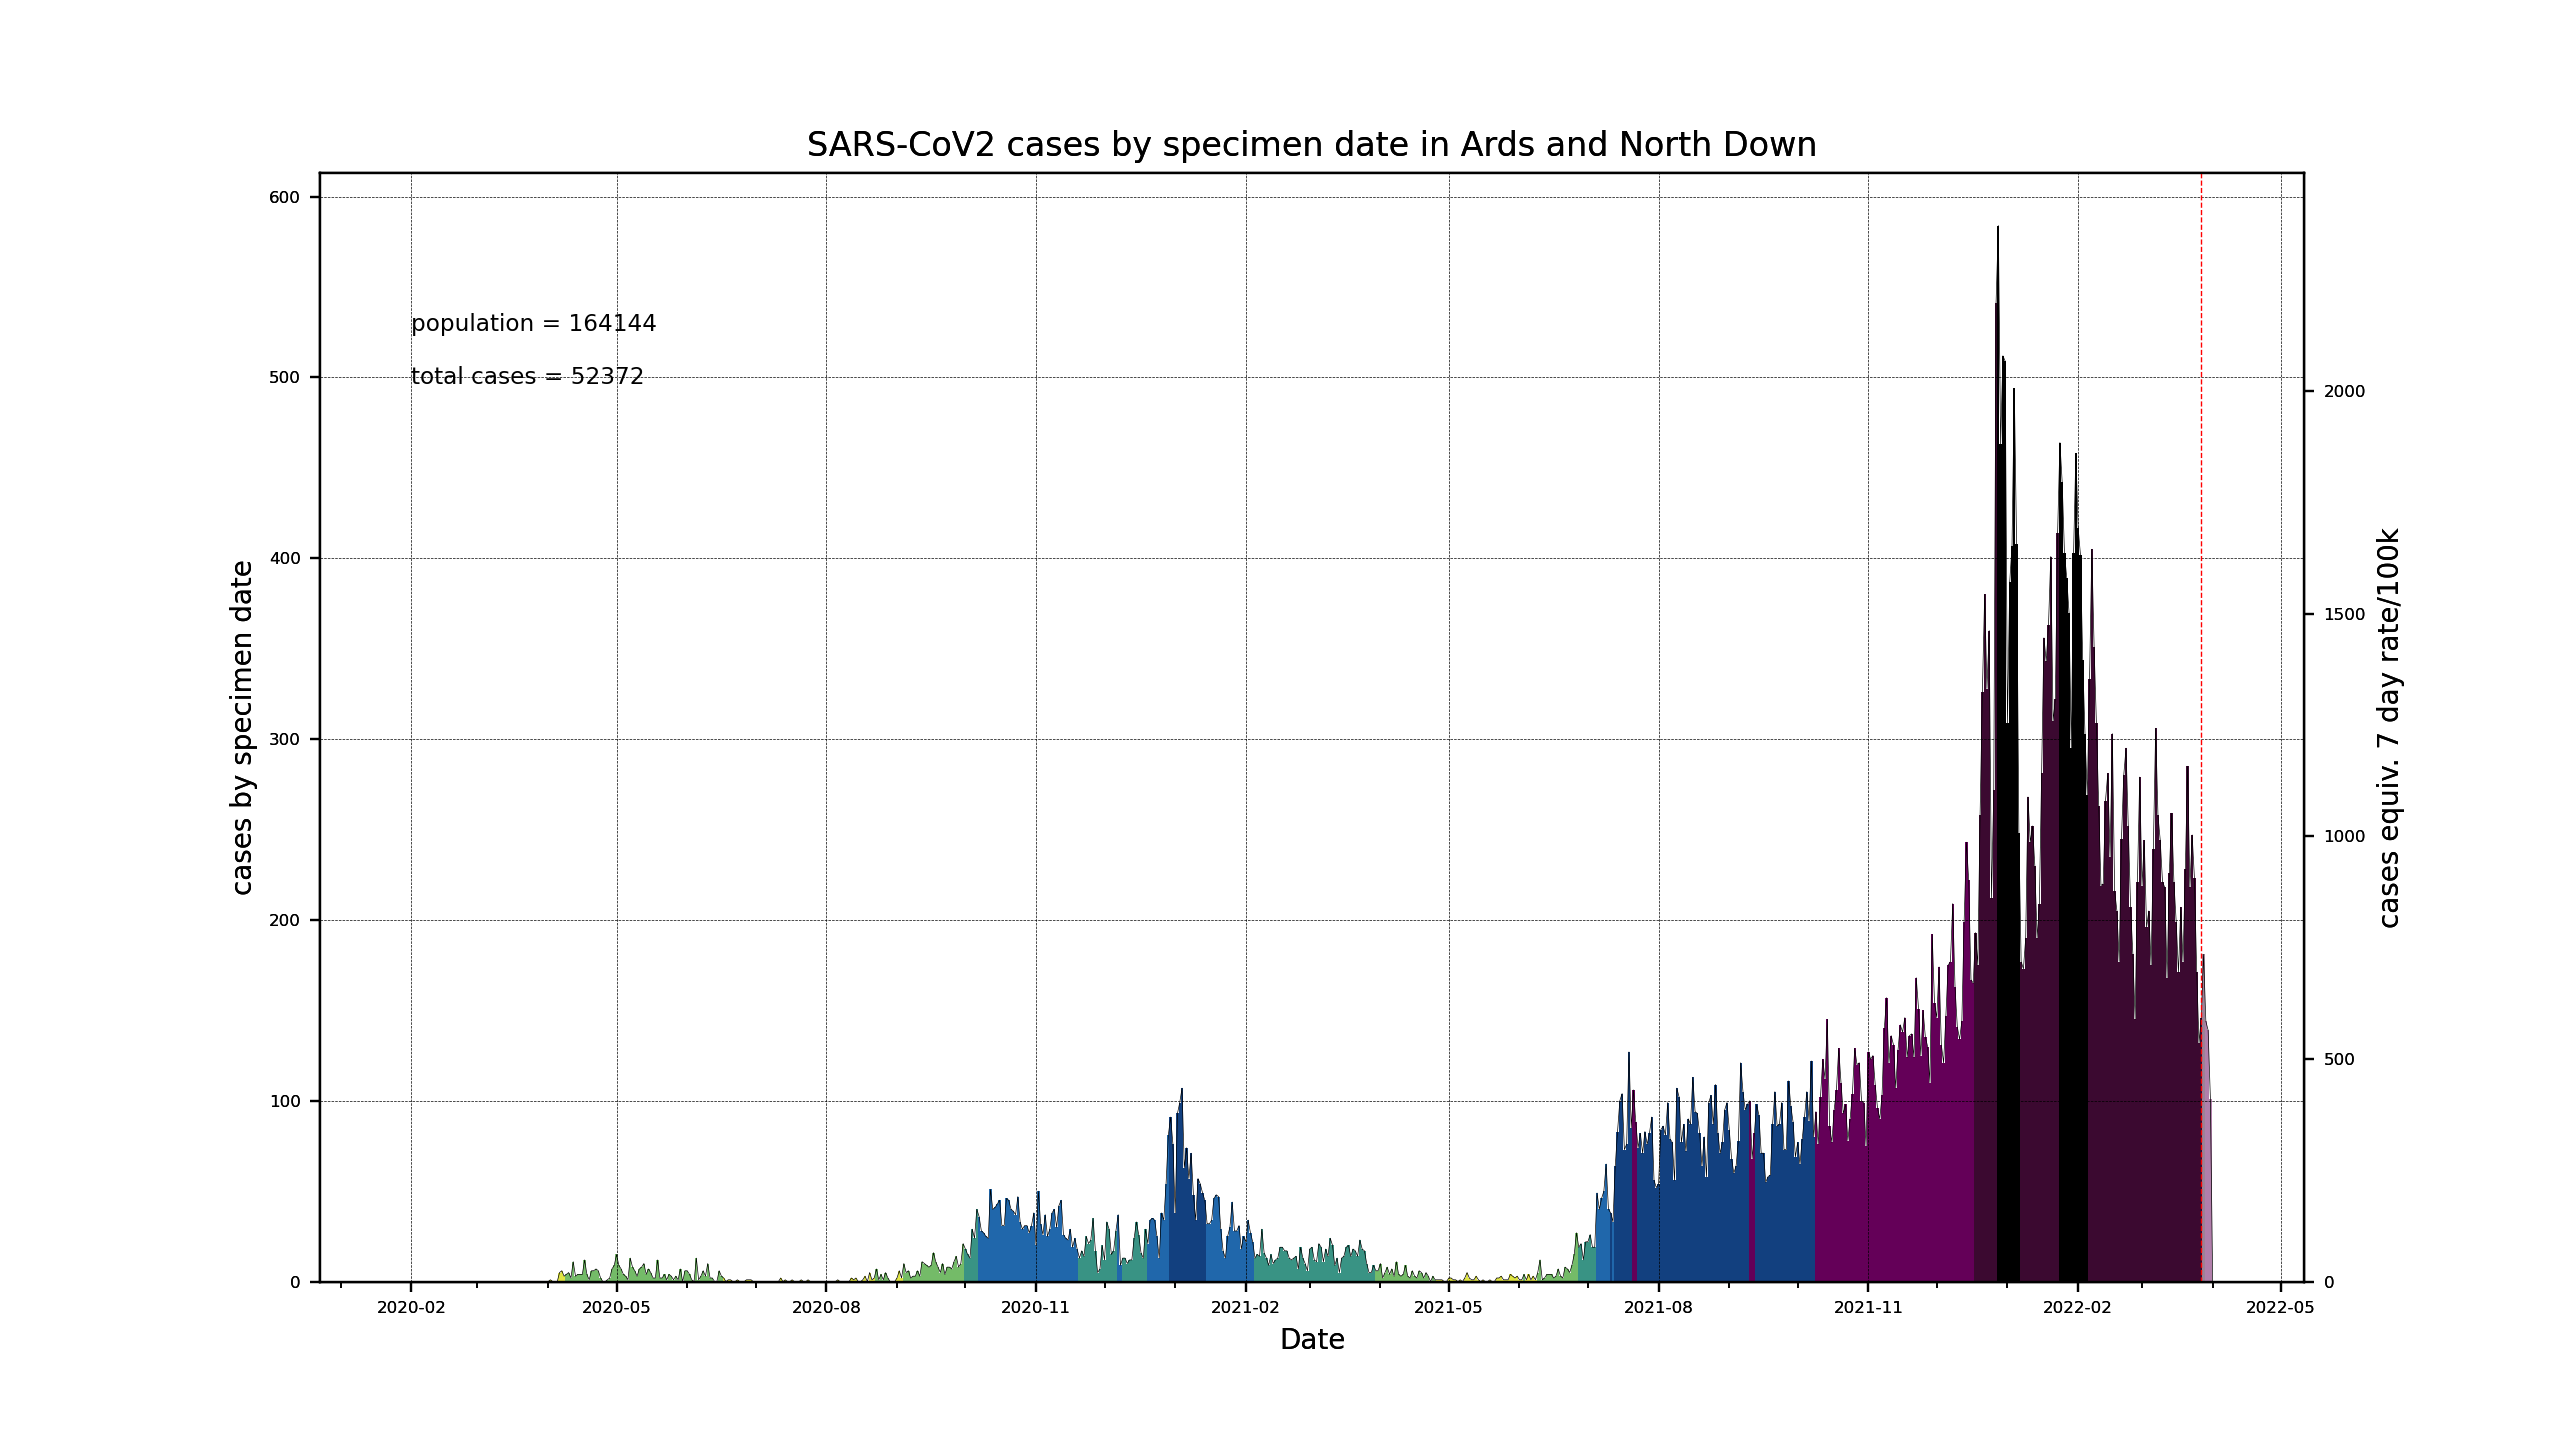 SARS-CoV2 cases by specimen date in Ards and North Down
population = 164144
total cases = 52372
cases by specimen date
600
500
400
300
200
100
0
2000
1500
1000
500
0
cases equiv. 7 day rate/100k
2020-02 2020-05 2020-08 2020-11 2021-02 2021-05 2021-08 2021-11 2022-02 2022-05
Date